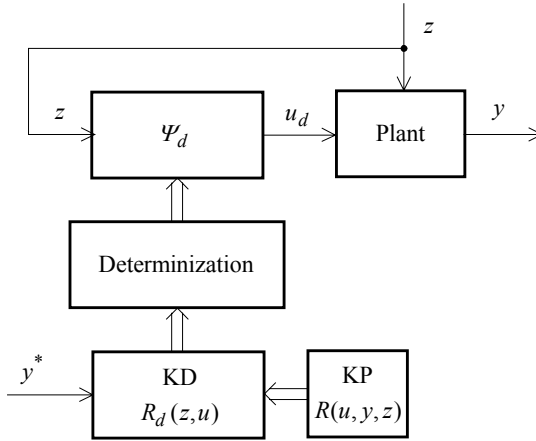 z
z
Ψ_d
u_d
Plant
y
Determinization
y*
KD
R_d (z,u)
KP
R(u, y, z)